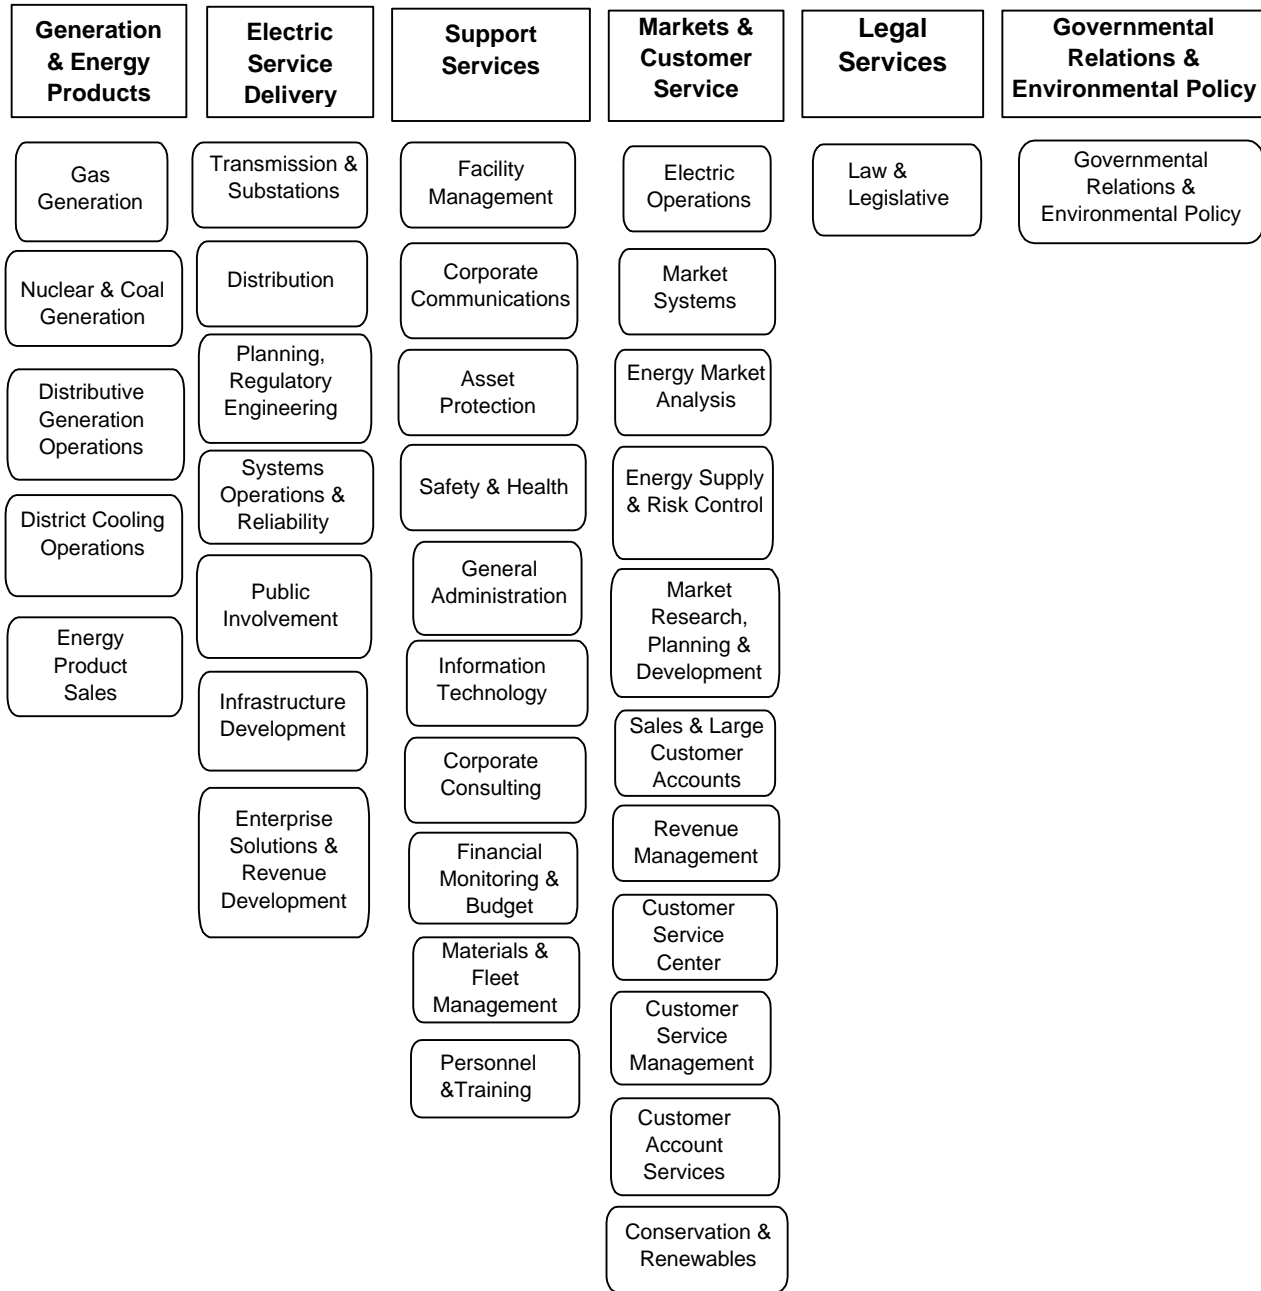 Generation
& Energy
Products
Electric
Service
Delivery
Support
Services
Markets &
Customer
Service
Legal
Services
Governmental
Relations &
Environmental Policy
Gas
Generation
Nuclear & Coal
Generation
Distributive
Generation
Operations
District Cooling
Operations
Energy
Product
Sales
Transmission &
Substations
Distribution
Planning,
Regulatory
Engineering
Systems
Operations &
Reliability
Public
Involvement
Infrastructure
Development
Enterprise
Solutions &
Revenue
Development
Facility
Management
Corporate
Communications
Asset
Protection
Safety & Health
General
Administration
Information
Technology
Corporate
Consulting
Financial
Monitoring &
Budget
Materials &
Fleet
Management
Personnel
&Training
Electric
Operations
Market
Systems
Energy Market
Analysis
Energy Supply
& Risk Control
Market
Research,
Planning &
Development
Sales & Large
Customer
Accounts
Revenue
Management
Customer
Service
Center
Customer
Service
Management
Customer
Account
Services
Conservation &
Renewables
Law &
Legislative
Governmental
Relations &
Environmental Policy